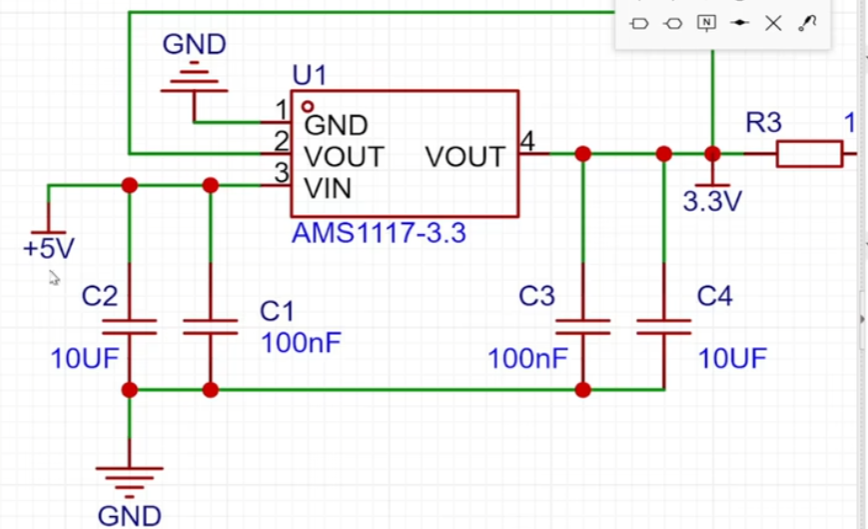 N
GND
U1
1
GND
2
VOUT
VOUT
4
3
VIN
AMS1117-3.3
+5V
R3
1
3.3V
C2
10UF
C1
100nF
C3
100nF
C4
10UF
GND